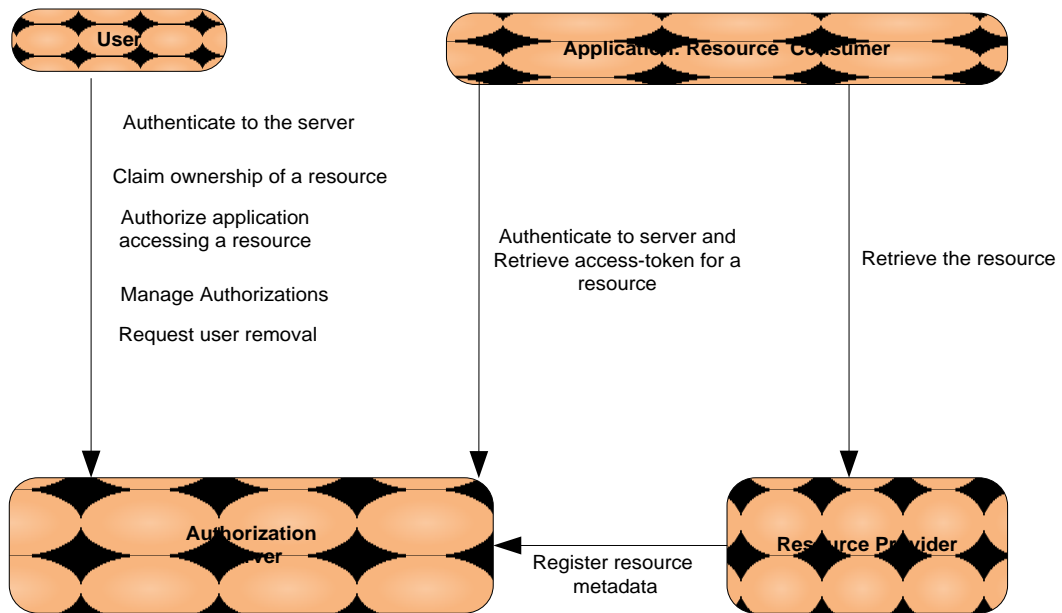 User
Application: Resource Consumer
Authenticate to the server
Claim ownership of a resource
Authorize application
accessing a resource
Authenticate to server and
Retrieve access-token for a
resource
Retrieve the resource
Manage Authorizations
Request user removal
Authorization
Resource Provider
Register resource
metadata